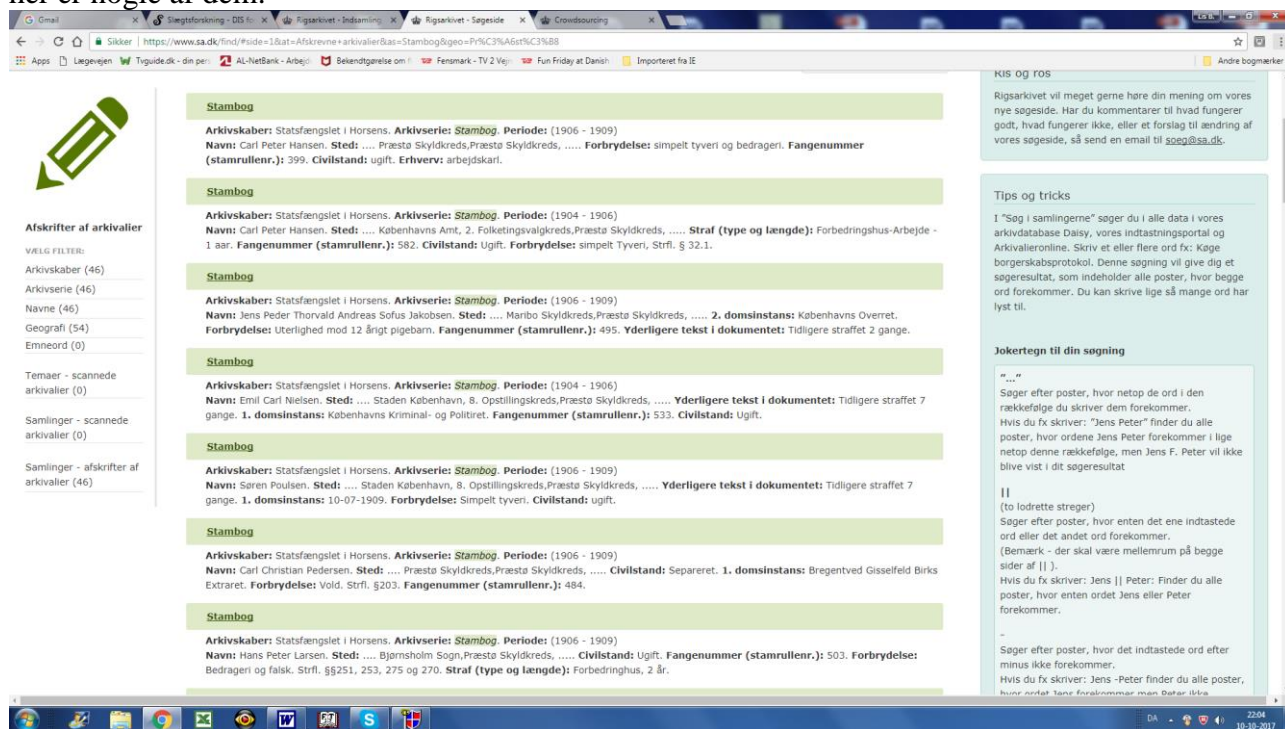 her er nogle af dem:
Gmail
Slægtsforskning - DIS fo
Rigsarkivet - Indsamling
Rigsarkivet - Søgeside
Crowdsourcing
Sikker | https://www.sa.dk/find/#side=1&at=Afskrevne+arkivalier&as=Stambog&geo=Pr%C3%A6st%C3%B8
Apps
Lægevejen
Tvguide.dk - din per
AL-NetBank - Arbejd
Bekendtgørelse om f
Fensmark - TV 2 Vejr
Fun Friday at Danish
Importeret fra IE
Andre bogmærker
Afskrifter af arkivalier
VÆLG FILTER:
Arkivskaber (46)
Arkivserie (46)
Navne (46)
Geografi (54)
Emneord (0)
Temaer - scannede
arkivalier (0)
Samlinger - scannede
arkivalier (0)
Samlinger - afskrifter af
arkivalier (46)
Stambog
Arkivskaber: Statsfængslet i Horsens. Arkivserie: Stambog. Periode: (1906 - 1909)
Navn: Carl Peter Hansen. Sted: .... Præstø Skyldkreds,Præstø Skyldkreds, ..... Forbrydelse: simpelt tyveri og bedrageri. Fangenummer
(stamrullenr.): 399. Civilstand: ugift. Erhverv: arbejdskarl.
Stambog
Arkivskaber: Statsfængslet i Horsens. Arkivserie: Stambog. Periode: (1904 - 1906)
Navn: Carl Peter Hansen. Sted: .... Københavns Amt, 2. Folketingsvalgkreds,Præstø Skyldkreds, ..... Straf (type og længde): Forbedringshus-Arbejde -
1 aar. Fangenummer (stamrullenr.): 582. Civilstand: Ugift. Forbrydelse: simpelt Tyveri, Strfl. § 32.1.
Stambog
Arkivskaber: Statsfængslet i Horsens. Arkivserie: Stambog. Periode: (1906 - 1909)
Navn: Jens Peder Thorvald Andreas Sofus Jakobsen. Sted: .... Maribo Skyldkreds,Præstø Skyldkreds, ..... 2. domsinstans: Københavns Overret.
Forbrydelse: Uterlighed mod 12 årigt pigebarn. Fangenummer (stamrullenr.): 495. Yderligere tekst i dokumentet: Tidligere straffet 2 gange.
Stambog
Arkivskaber: Statsfængslet i Horsens. Arkivserie: Stambog. Periode: (1904 - 1906)
Navn: Emil Carl Nielsen. Sted: .... Staden København, 8. Opstillingskreds,Præstø Skyldkreds, ..... Yderligere tekst i dokumentet: Tidligere straffet 7
gange. 1. domsinstans: Københavns Kriminal- og Politiret. Fangenummer (stamrullenr.): 533. Civilstand: Ugift.
Stambog
Arkivskaber: Statsfængslet i Horsens. Arkivserie: Stambog. Periode: (1906 - 1909)
Navn: Søren Poulsen. Sted: .... Staden København, 8. Opstillingskreds,Præstø Skyldkreds, ..... Yderligere tekst i dokumentet: Tidligere straffet 7
gange. 1. domsinstans: 10-07-1909. Forbrydelse: Simpelt tyveri. Civilstand: ugift.
Stambog
Arkivskaber: Statsfængslet i Horsens. Arkivserie: Stambog. Periode: (1906 - 1909)
Navn: Carl Christian Pedersen. Sted: .... Præstø Skyldkreds,Præstø Skyldkreds, ..... Civilstand: Separeret. 1. domsinstans: Bregentved Gisselfeld Birks
Extraret. Forbrydelse: Vold. Strfl. §203. Fangenummer (stamrullenr.): 484.
Stambog
Arkivskaber: Statsfængslet i Horsens. Arkivserie: Stambog. Periode: (1906 - 1909)
Navn: Hans Peter Larsen. Sted: .... Bjørnsholm Sogn,Præstø Skyldkreds, ..... Civilstand: Ugift. Fangenummer (stamrullenr.): 503. Forbrydelse:
Bedrageri og falsk. Strfl. §§251, 253, 275 og 270. Straf (type og længde): Forbedringhus, 2 år.
Ris og ros
Rigsarkivet vil meget gerne høre din mening om vores
nye søgeside. Har du kommentarer til hvad fungerer
godt, hvad fungerer ikke, eller et forslag til ændring af
vores søgeside, så send en email til soeg@sa.dk.
Tips og tricks
I "Søg i samlingerne" søger du i alle data i vores
arkivdatabase Daisy, vores indtastningsportal og
Arkivalieronline. Skriv et eller flere ord fx: Køge
borgerskabsprotokol. Denne søgning vil give dig et
søgeresultat, som indeholder alle poster, hvor begge
ord forekommer. Du kan skrive lige så mange ord har
lyst til.
Jokertegn til din søgning
"..."
Søger efter poster, hvor netop de ord i den
rækkefølge du skriver dem forekommer.
Hvis du fx skriver: "Jens Peter" finder du alle
poster, hvor ordene Jens Peter forekommer i lige
netop denne rækkefølge, men Jens F. Peter vil ikke
blive vist i dit søgeresultat
||
(to lodrette streger)
Søger efter poster, hvor enten det ene indtastede
ord eller det andet ord forekommer.
(Bemærk - der skal være mellemrum på begge
sider af || ).
Hvis du fx skriver: Jens || Peter: Finder du alle
poster, hvor enten ordet Jens eller Peter
forekommer.
-
Søger efter poster, hvor det indtastede ord efter
minus ikke forekommer.
Hvis du fx skriver: Jens -Peter finder du alle poster,
hvor ordet Jens forekommer men Peter ikke
DA
22:04
10-10-2017